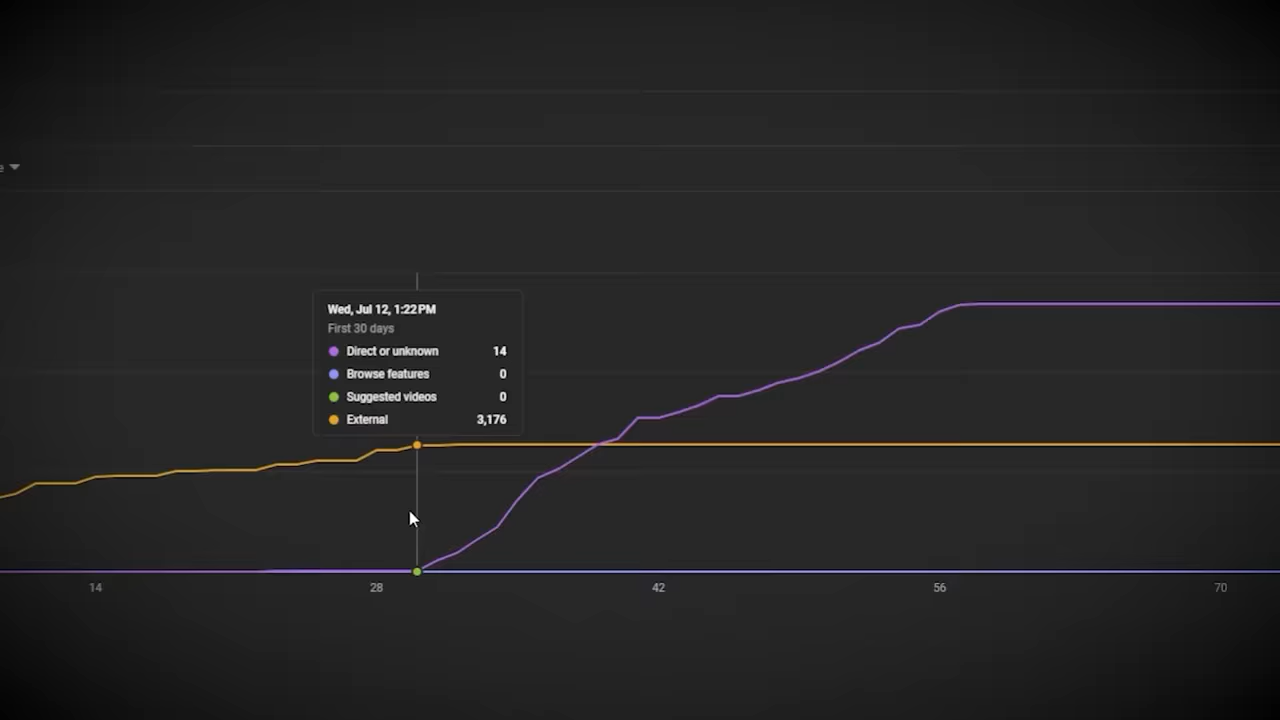 e
Wed, Jul 12, 1:22 PM
First 30 days
Direct or unknown 14
Browse features 0
Suggested videos 0
External 3,176
14 28 42 56 70